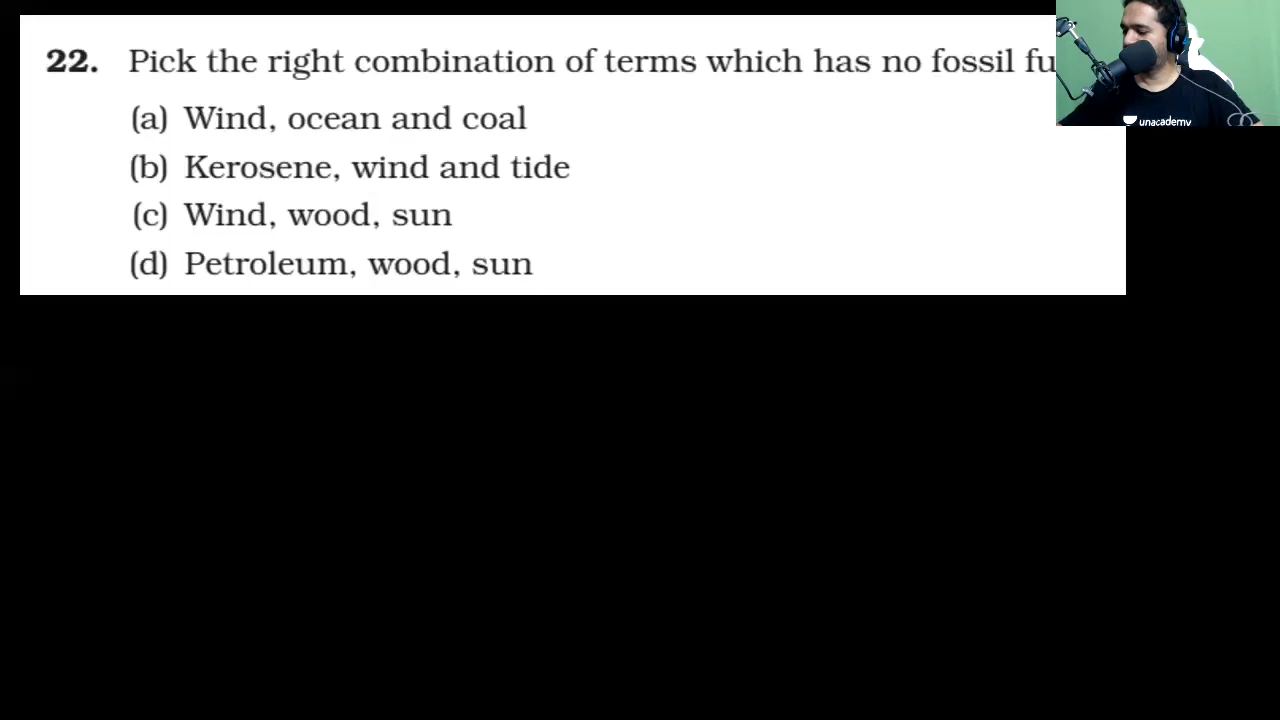 22. Pick the right combination of terms which has no fossil
(a) Wind, ocean and coal
(b) Kerosene, wind and tide
(c) Wind, wood, sun
(d) Petroleum, wood, sun
unacademy